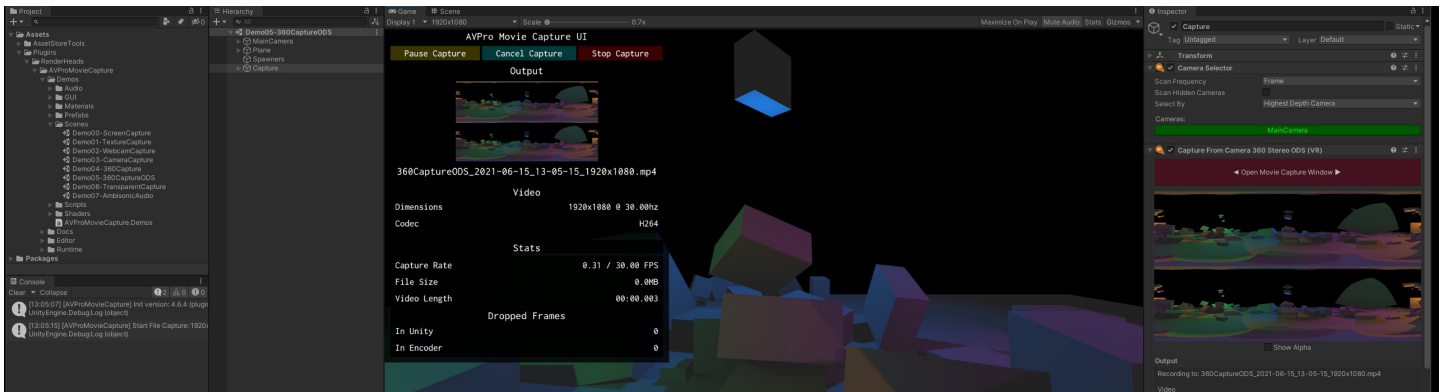 Project
Assets
AssetStoreTools
Plugins
RenderHeads
AVProMovieCapture
Demos
Audio
GUI
Materials
Prefabs
Scenes
Demo00-ScreenCapture
Demo01-TextureCapture
Demo02-WebcamCapture
Demo03-CameraCapture
Demo04-360Capture
Demo05-360CaptureODS
Demo06-TransparentCapture
Demo07-AmbisonicAudio
Scripts
Shaders
AVProMovieCapture.Demos
Docs
Editor
Runtime
Packages
Console
Clear Collapse 2 0 0
[13:05:07] [AVProMovieCapture] Init version: 4.6.4 (plugi
UnityEngine.Debug:Log (object)
[13:05:15] [AVProMovieCapture] Start File Capture: 1920
UnityEngine.Debug:Log (object)
Hierarchy
All
Demo05-360CaptureODS
MainCamera
Plane
Spawners
Capture
Game Scene
Display 1 1920x1080 Scale 0.7x Maximize On Play Mute Audio Stats Gizmos
AVPro Movie Capture UI
Pause Capture Cancel Capture Stop Capture
Output
360CaptureODS_2021-06-15_13-05-15_1920x1080.mp4
Video
Dimensions 1920x1080 @ 30.00hz
Codec H264
Stats
Capture Rate 0.31 / 30.00 FPS
File Size 0.0MB
Video Length 00:00.003
Dropped Frames
In Unity 0
In Encoder 0
Inspector
Capture Static
Tag Untagged Layer Default
Transform
Camera Selector
Scan Frequency Frame
Scan Hidden Cameras
Select By Highest Depth Camera
Cameras:
MainCamera
Capture From Camera 360 Stereo ODS (VR)
◄ Open Movie Capture Window ►
Show Alpha
Output
Recording to: 360CaptureODS_2021-06-15_13-05-15_1920x1080.mp4
Video